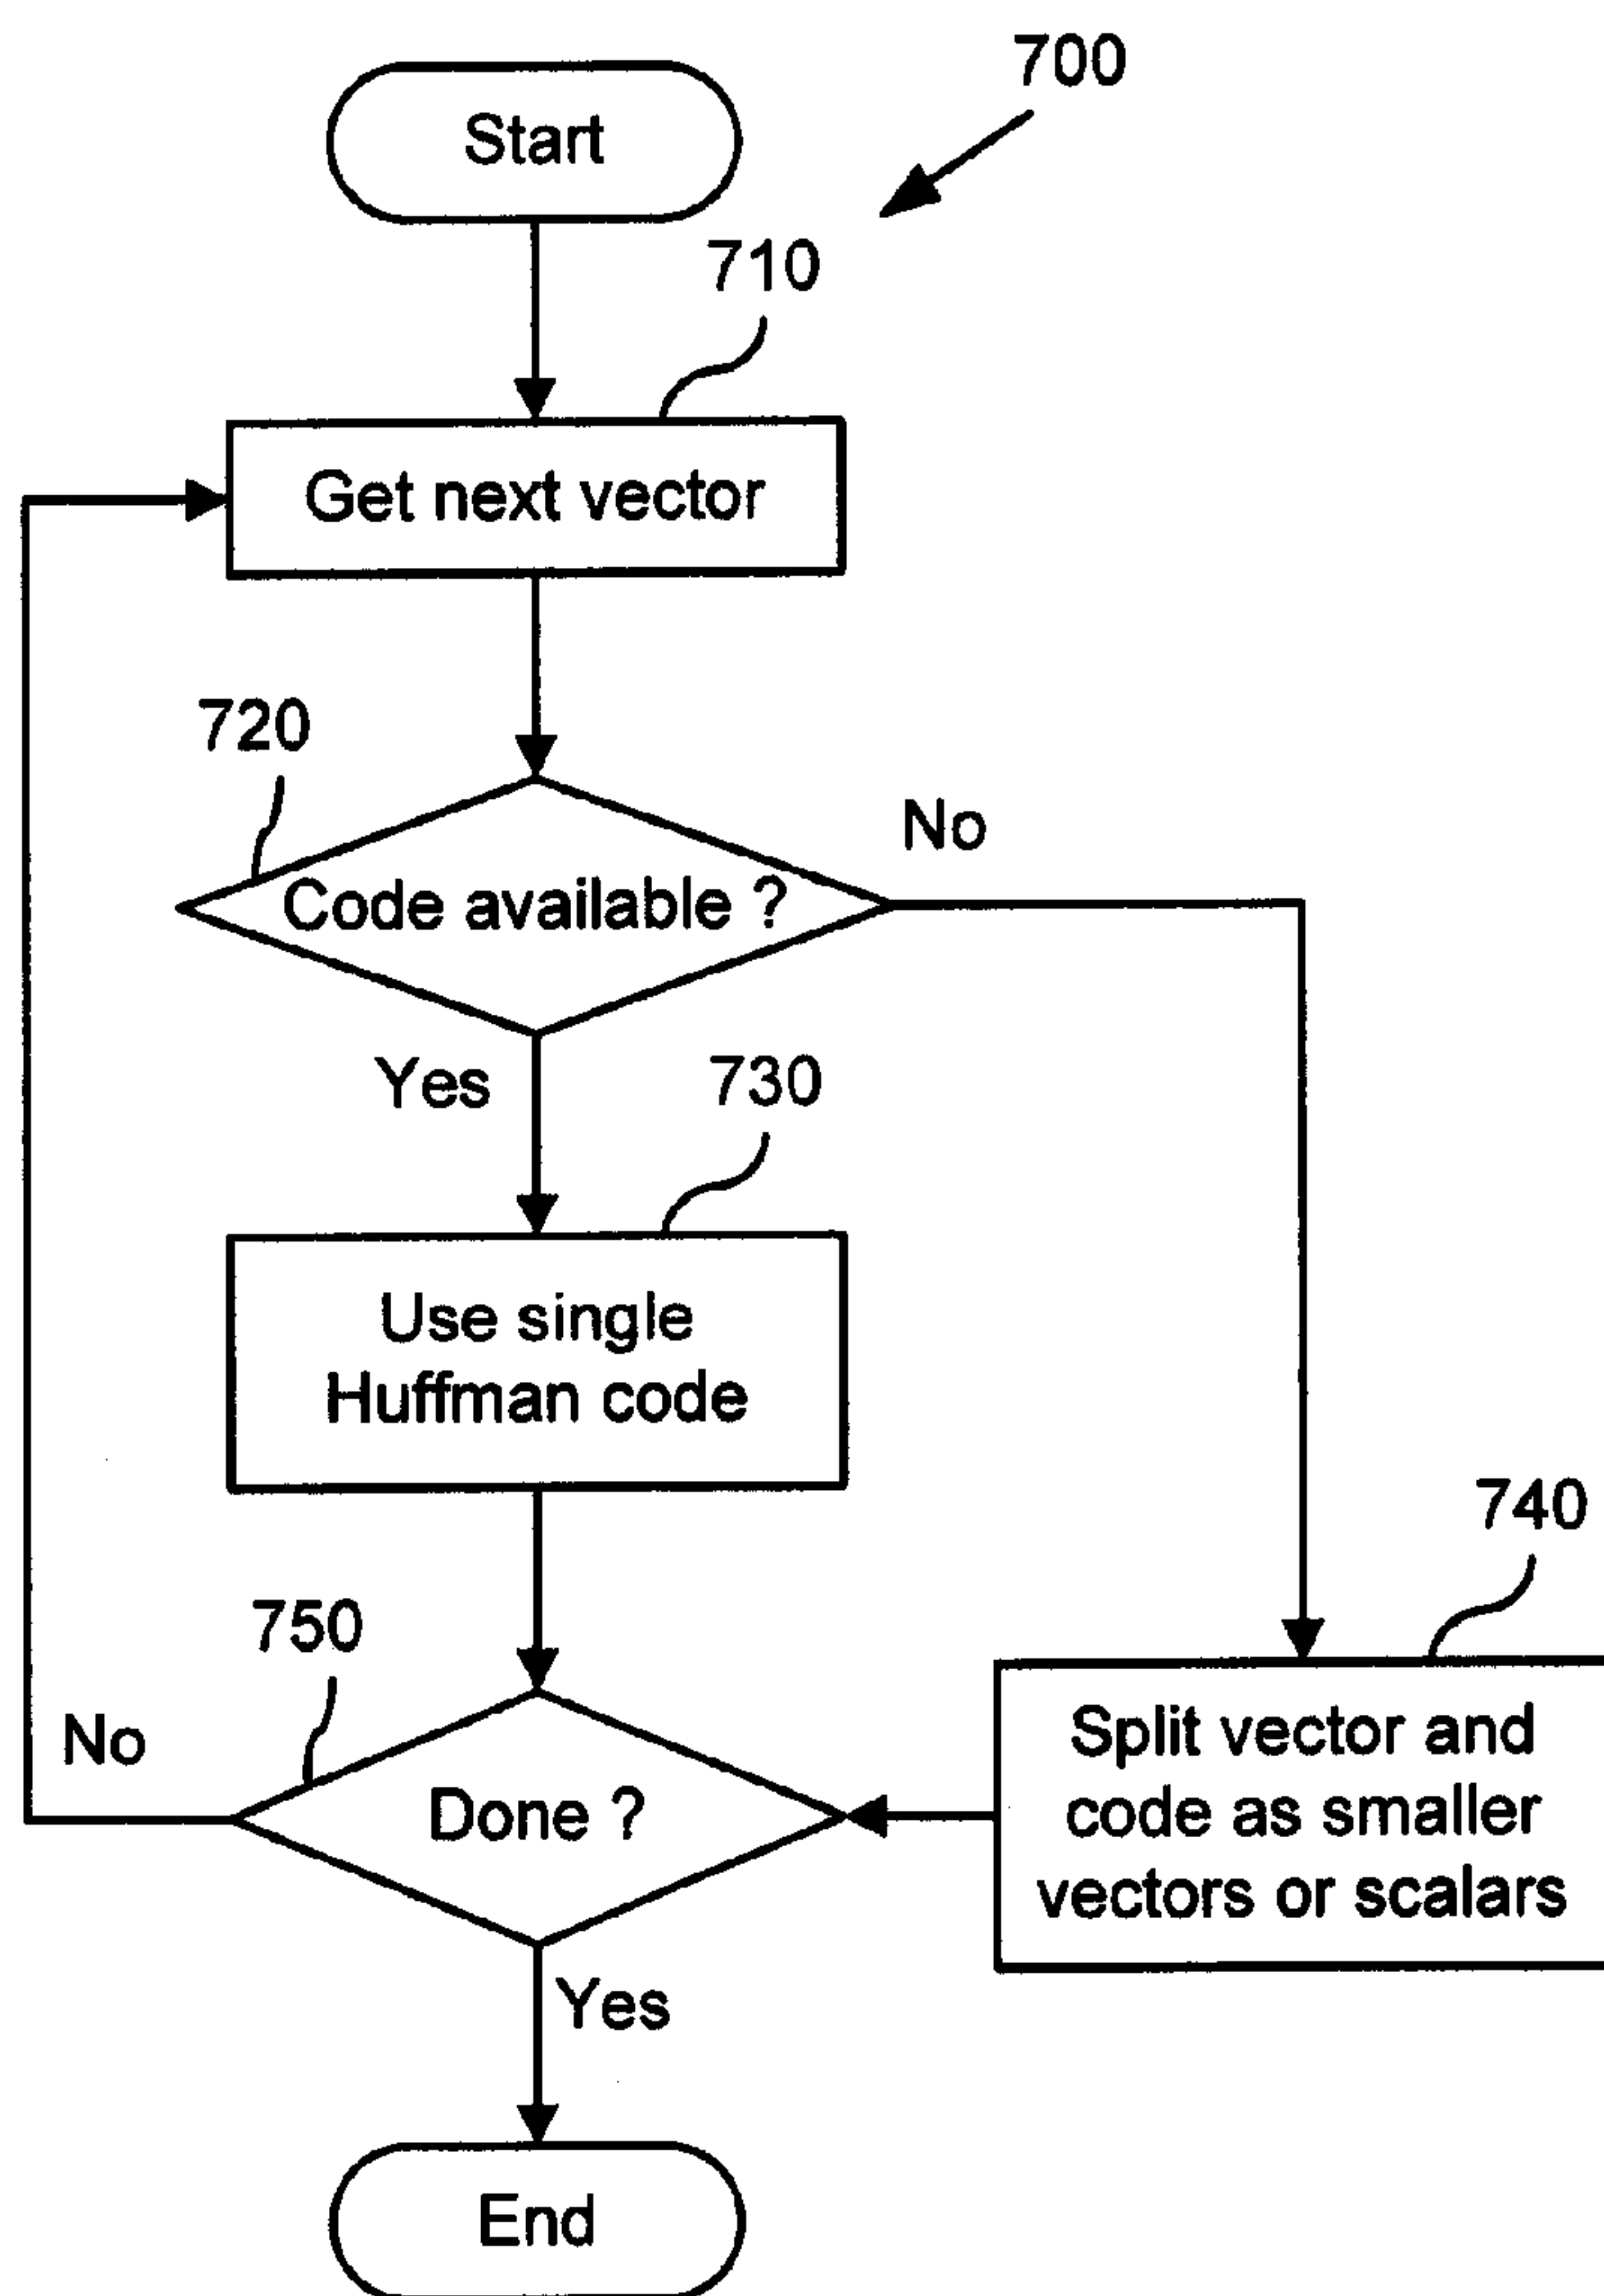 700
Start
710
Get next vector
720
Code available ?
No
Yes
730
Use single
Huffman code
740
Split vector and
code as smaller
vectors or scalars
750
Done ?
No
Yes
End